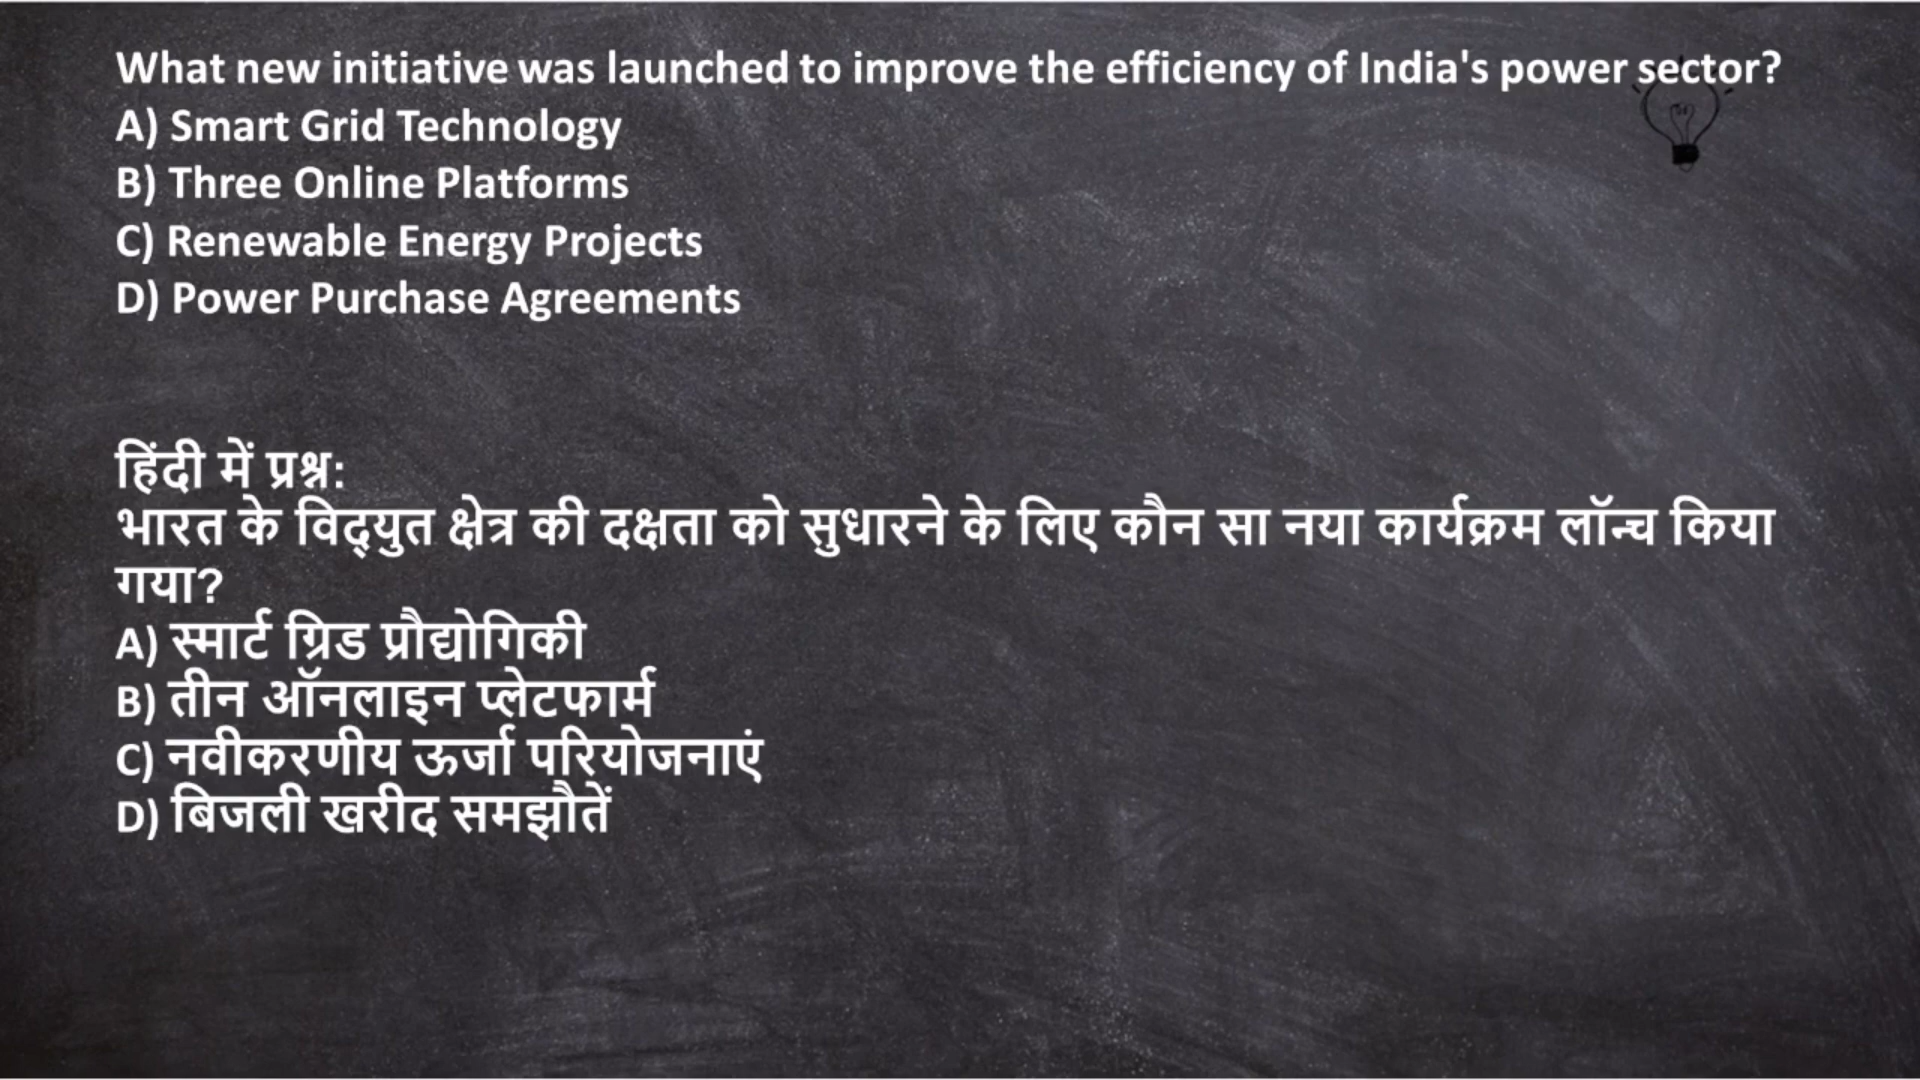 What new initiative was launched to improve the efficiency of India's power sector?
A) Smart Grid Technology
B) Three Online Platforms
C) Renewable Energy Projects
D) Power Purchase Agreements
हिंदी में प्रश्न:
भारत के विद्युत क्षेत्र की दक्षता को सुधारने के लिए कौन सा नया कार्यक्रम लॉन्च किया
गया?
A) स्मार्ट ग्रिड प्रौद्योगिकी
B) तीन ऑनलाइन प्लेटफार्म
C) नवीकरणीय ऊर्जा परियोजनाएं
D) बिजली खरीद समझौतें